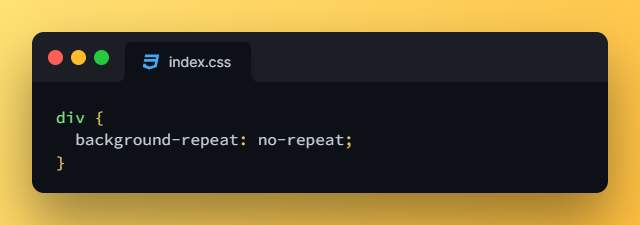 index.css
div {
  background-repeat: no-repeat;
}